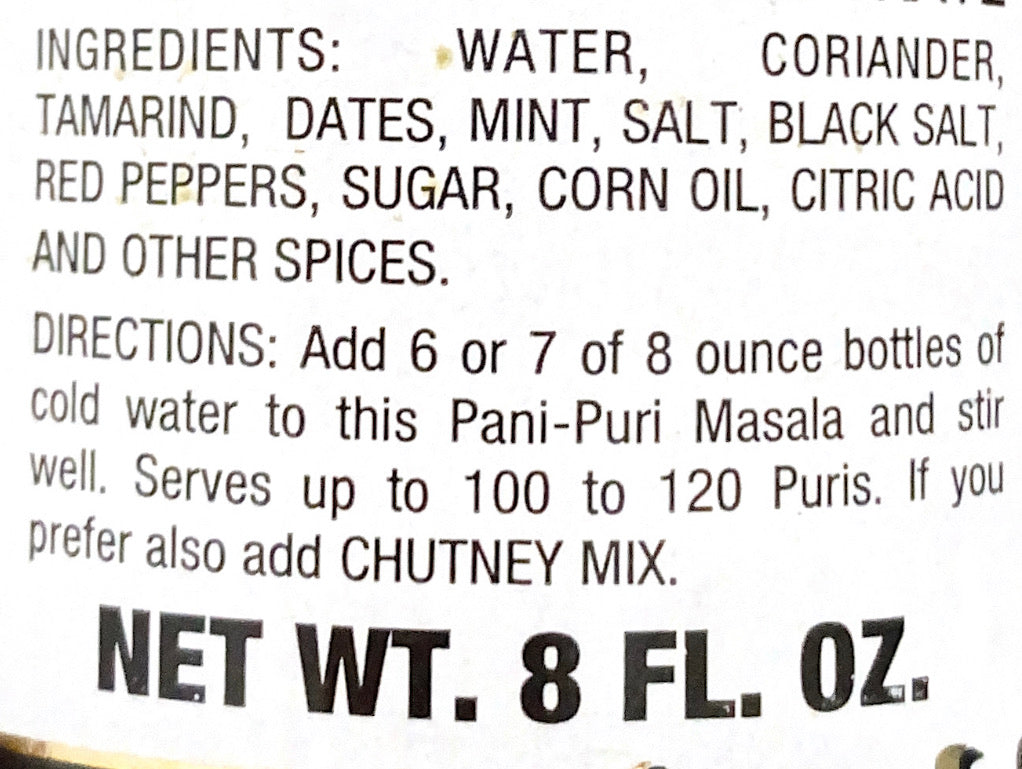 INGREDIENTS: WATER, CORIANDER,
TAMARIND, DATES, MINT, SALT, BLACK SALT,
RED PEPPERS, SUGAR, CORN OIL, CITRIC ACID
AND OTHER SPICES.
DIRECTIONS: Add 6 or 7 of 8 ounce bottles of
cold water to this Pani-Puri Masala and stir
well. Serves up to 100 to 120 Puris. If you
prefer also add CHUTNEY MIX.
NET WT. 8 FL. OZ.